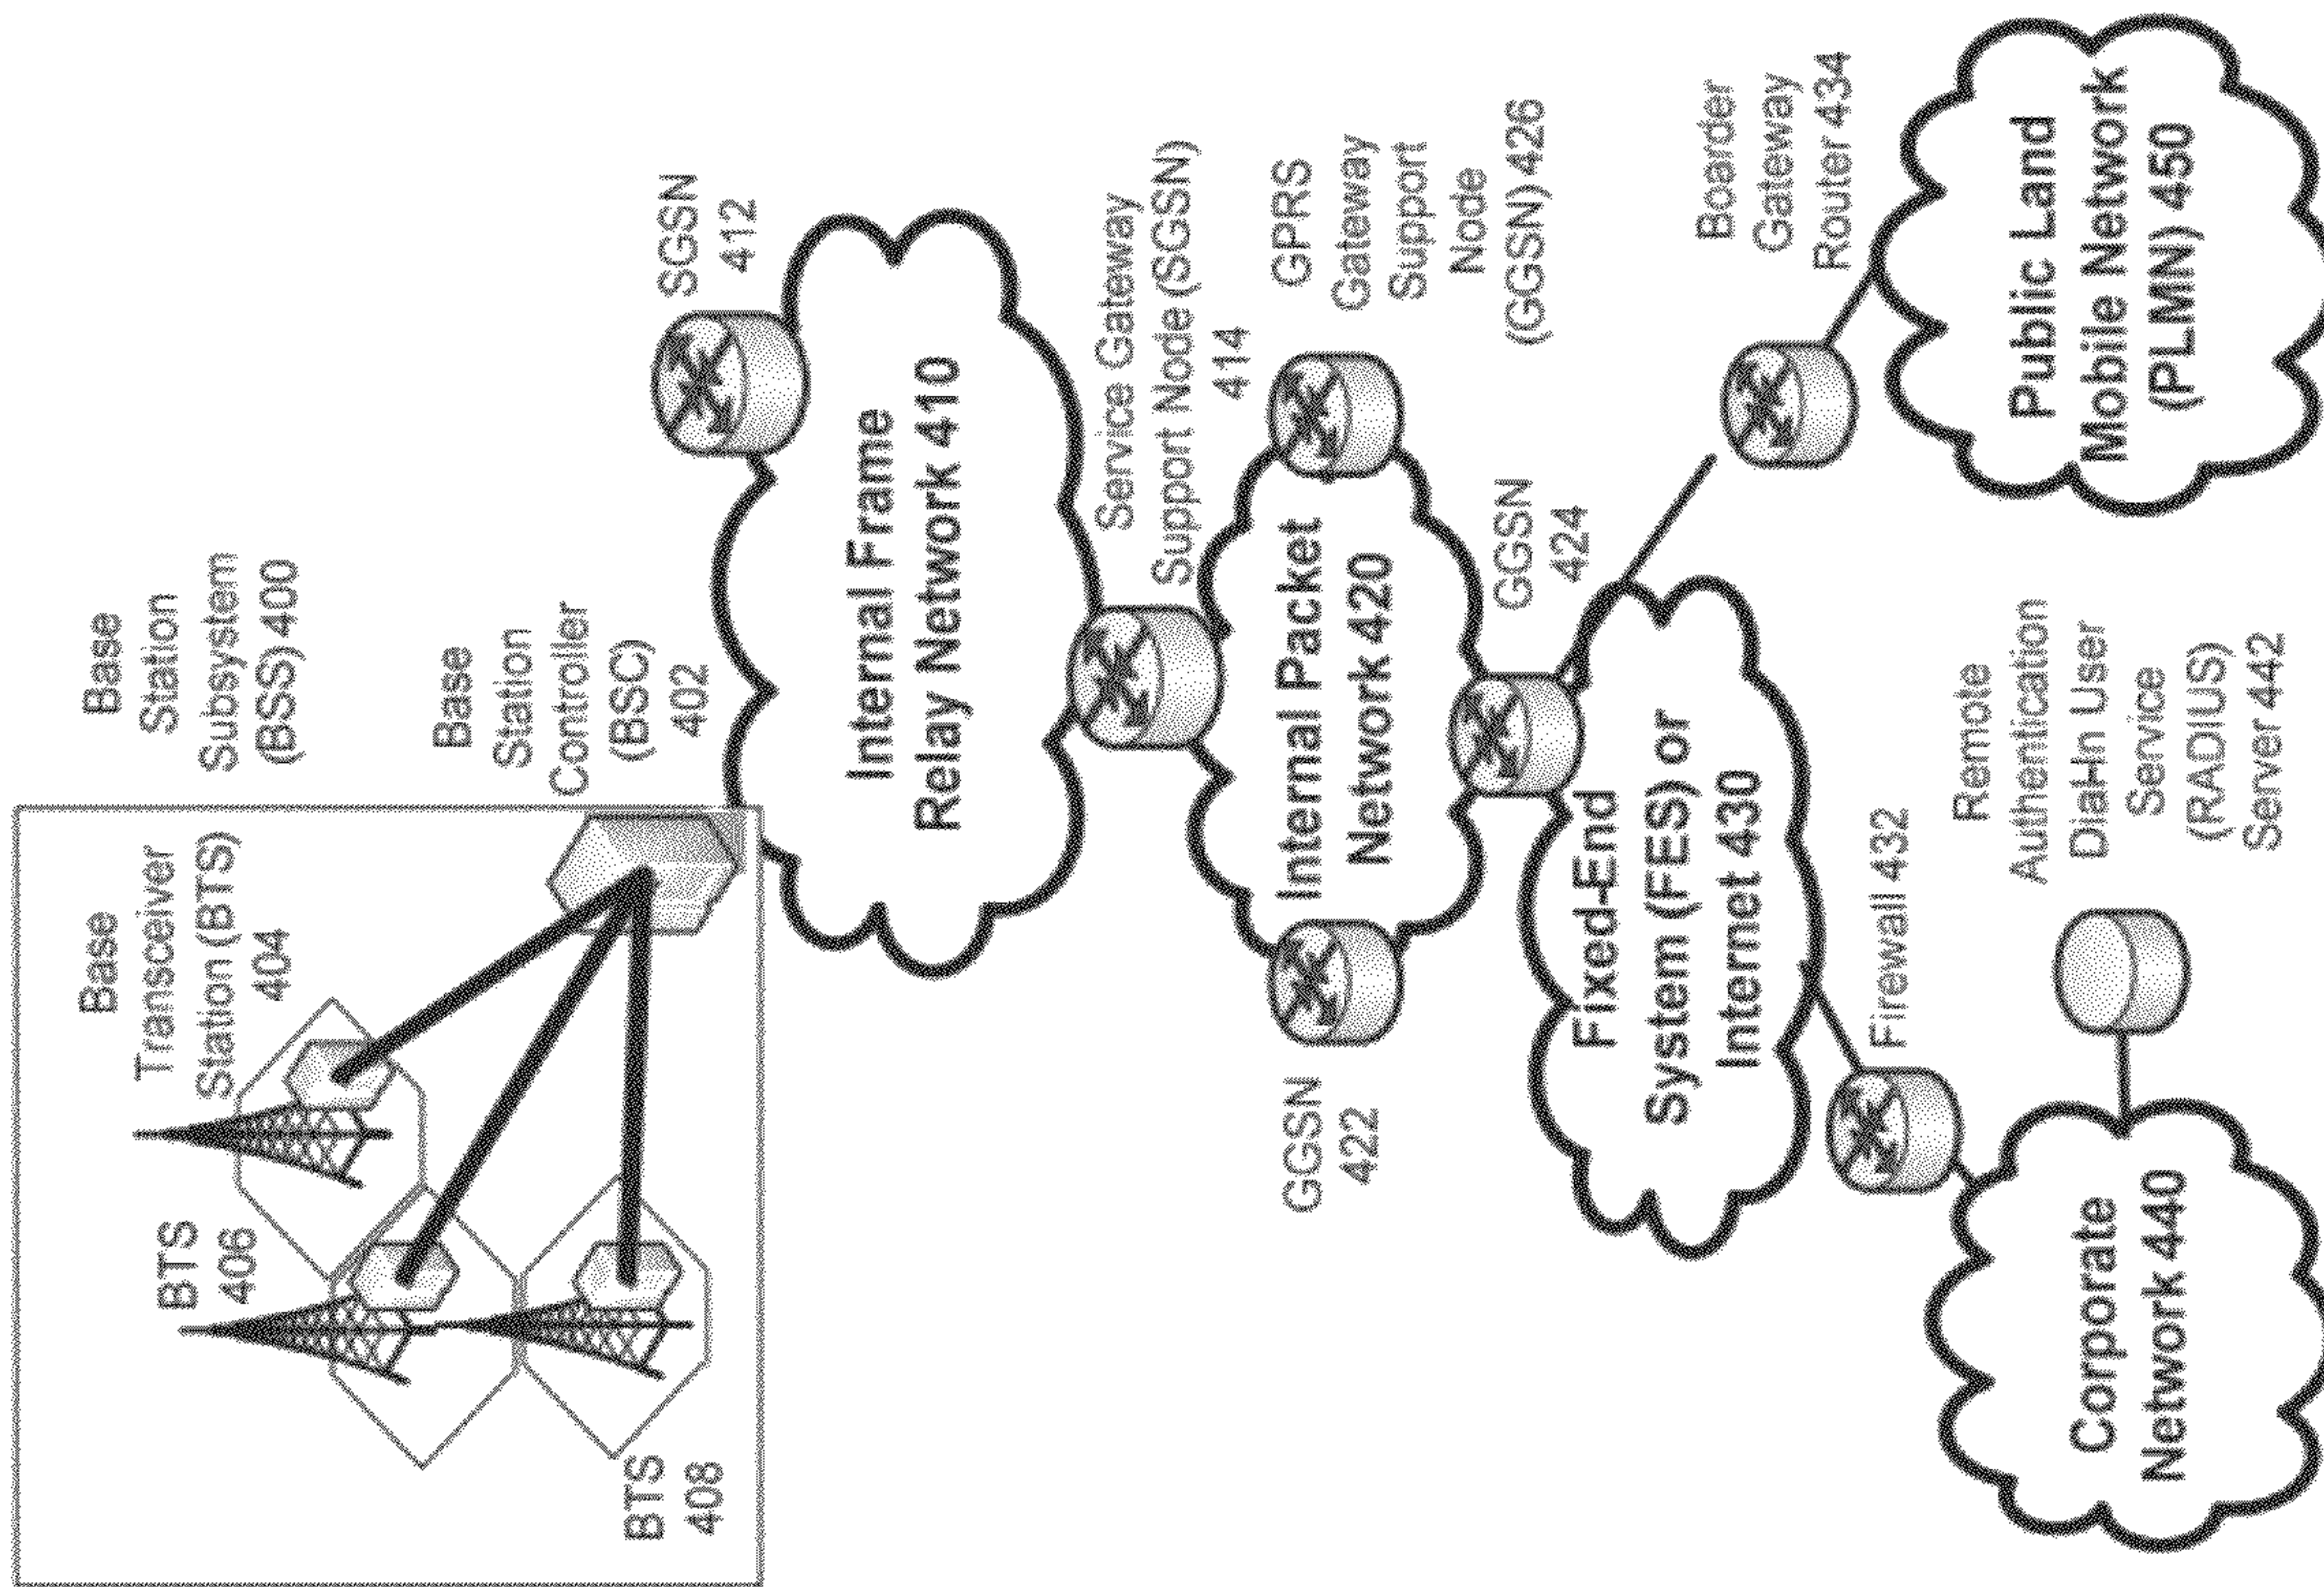 Base
Station
Subsystem
(BSS) 400
Base
Transceiver
Station (BTS)
404
BTS
406
BTS
408
Base
Station
Controller
(BSC)
402
SGSN
412
Internal Frame
Relay Network 410
Service Gateway
Support Node (SGSN)
414
GPRS
Gateway
Support
Node
(GGSN) 426
Internal Packet
Network 420
GGSN
422
GGSN
424
Boarder
Gateway
Router 434
Fixed-End
System (FES) or
Internet 430
Firewall 432
Remote
Authentication
Dial-In User
Service
(RADIUS)
Server 442
Public Land
Mobile Network
(PLMN) 450
Corporate
Network 440